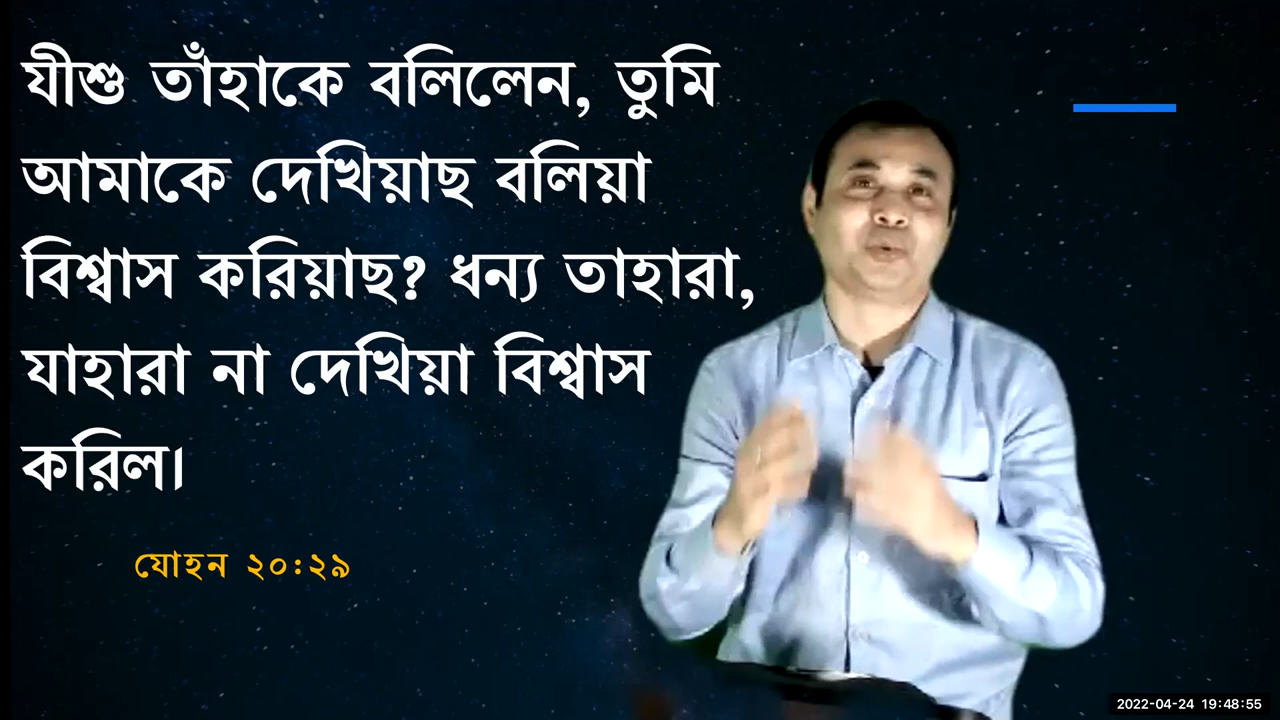 যীশু তাঁহাকে বলিলেন, তুমি
আমাকে দেখিয়াছ বলিয়া
বিশ্বাস করিয়াছ? ধন্য তাহারা,
যাহারা না দেখিয়া বিশ্বাস
করিল।
যোহন ২০:২৯
2022-04-24 19:48:55